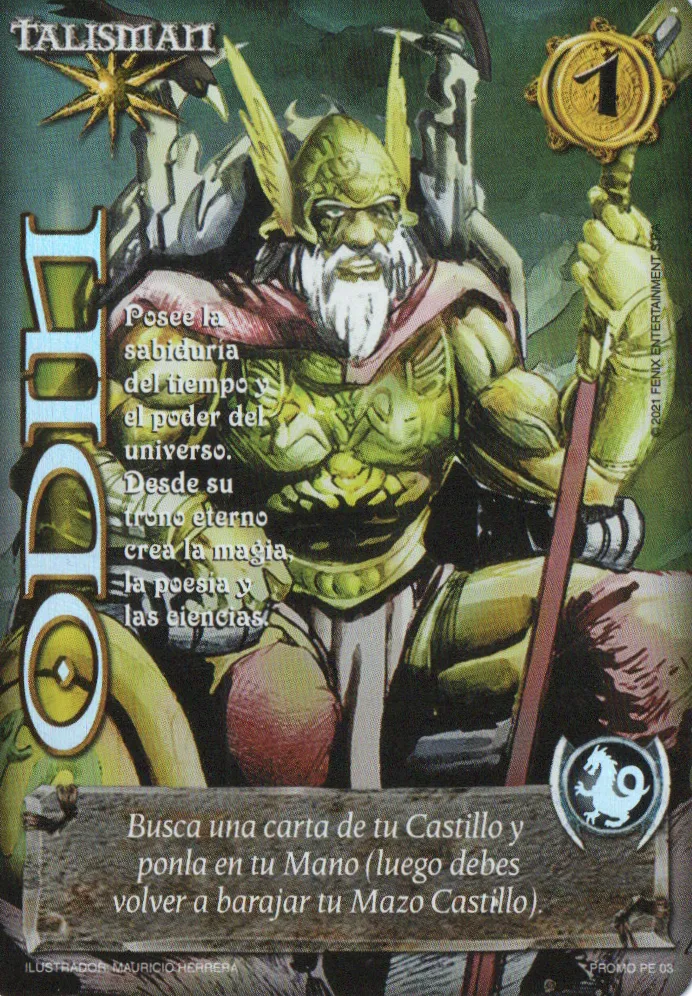 TALISMAN
1
ODIN
Posee la
sabiduría
del tiempo y
el poder del
universo.
Desde su
trono eterno
crea la magia,
la poesía y
las ciencias.
© 2021 FENIX ENTERTAINMENT SPA
Busca una carta de tu Castillo y
ponla en tu Mano (luego debes
volver a barajar tu Mazo Castillo).
ILUSTRADOR: MAURICIO HERRERA
PROMO PE 03